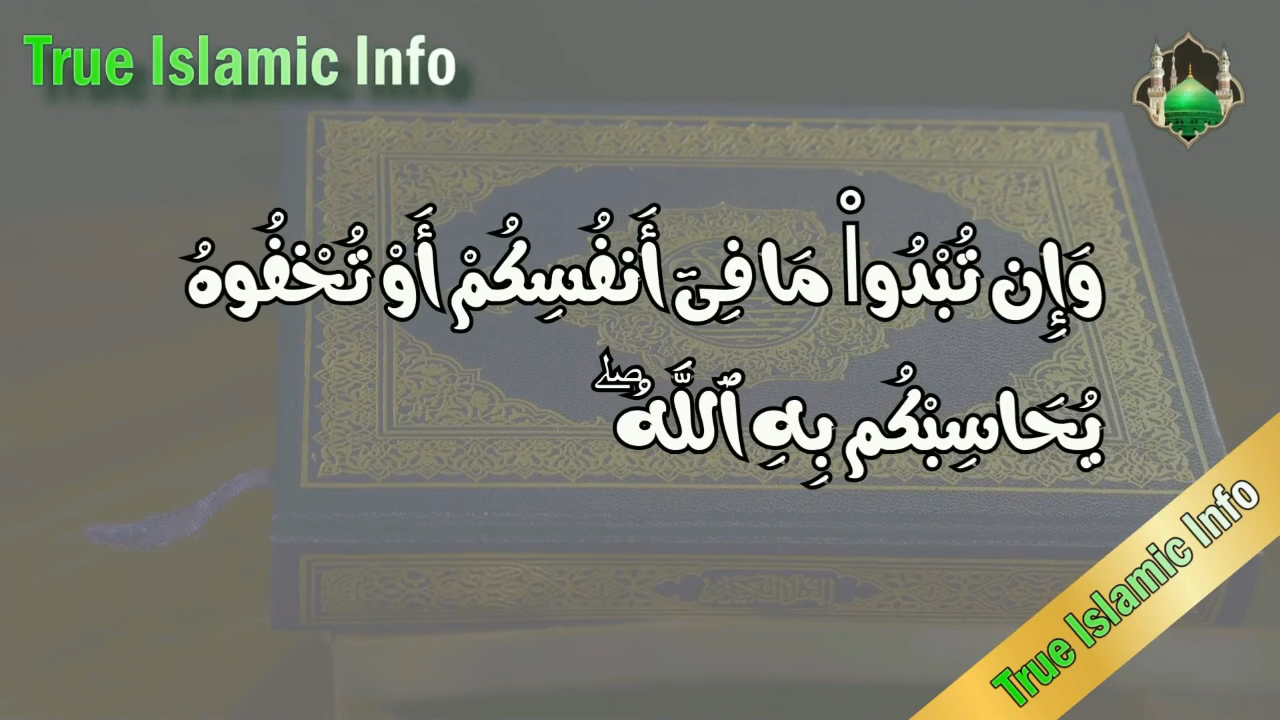 True Islamic Info
وَإِن تُبْدُوا۟ مَا فِىٓ أَنفُسِكُمْ أَوْ تُخْفُوهُ
يُحَاسِبْكُم بِهِ ٱللَّهُ ۖ
True Islamic Info